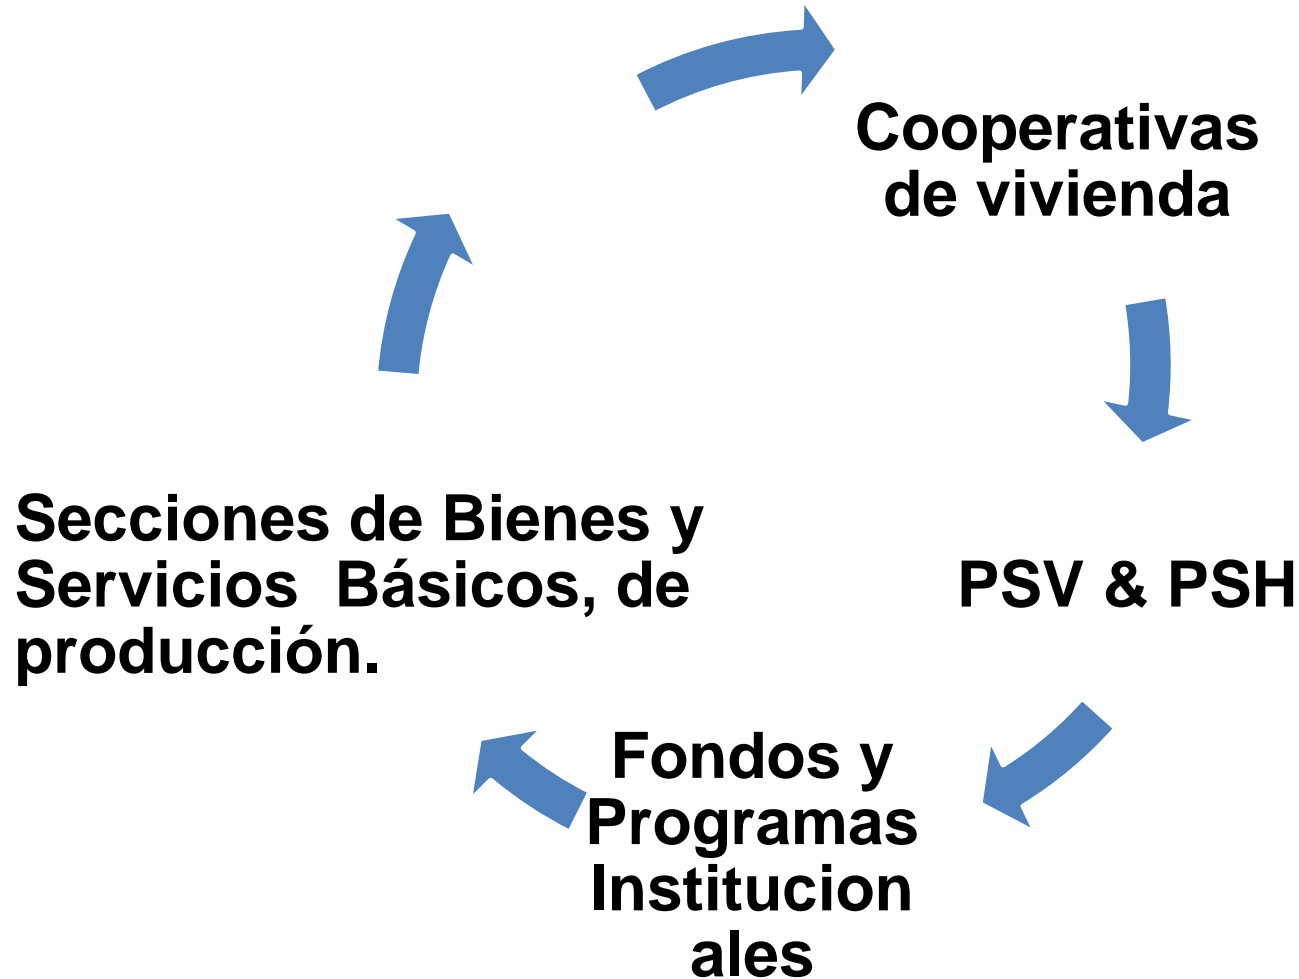 Cooperativas
de vivienda
PSV & PSH
Fondos y
Programas
Institucion
ales
Secciones de Bienes y
Servicios  Básicos, de
producción.